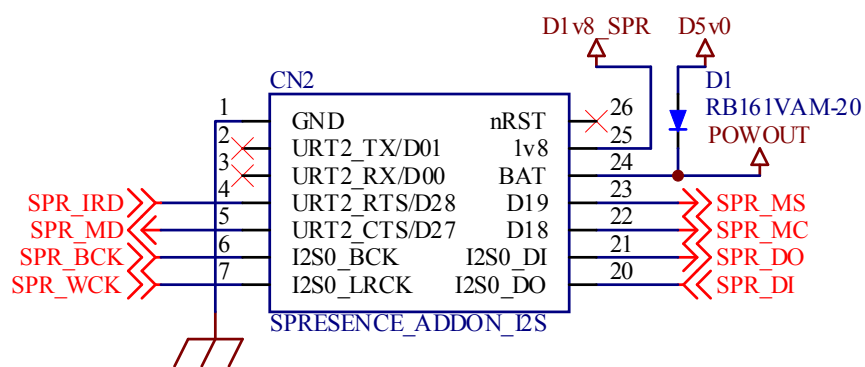 D1v8_SPR D5v0
CN2 D1
RB161VAM-20
POWOUT
1 GND nRST 26
2 URT2_TX/D01 1v8 25
3 URT2_RX/D00 BAT 24
SPR_IRD 4 URT2_RTS/D28 D19 23 SPR_MS
SPR_MD 5 URT2_CTS/D27 D18 22 SPR_MC
SPR_BCK 6 I2S0_BCK I2S0_DI 21 SPR_DO
SPR_WCK 7 I2S0_LRCK I2S0_DO 20 SPR_DI
SPRESENCE_ADDON_I2S